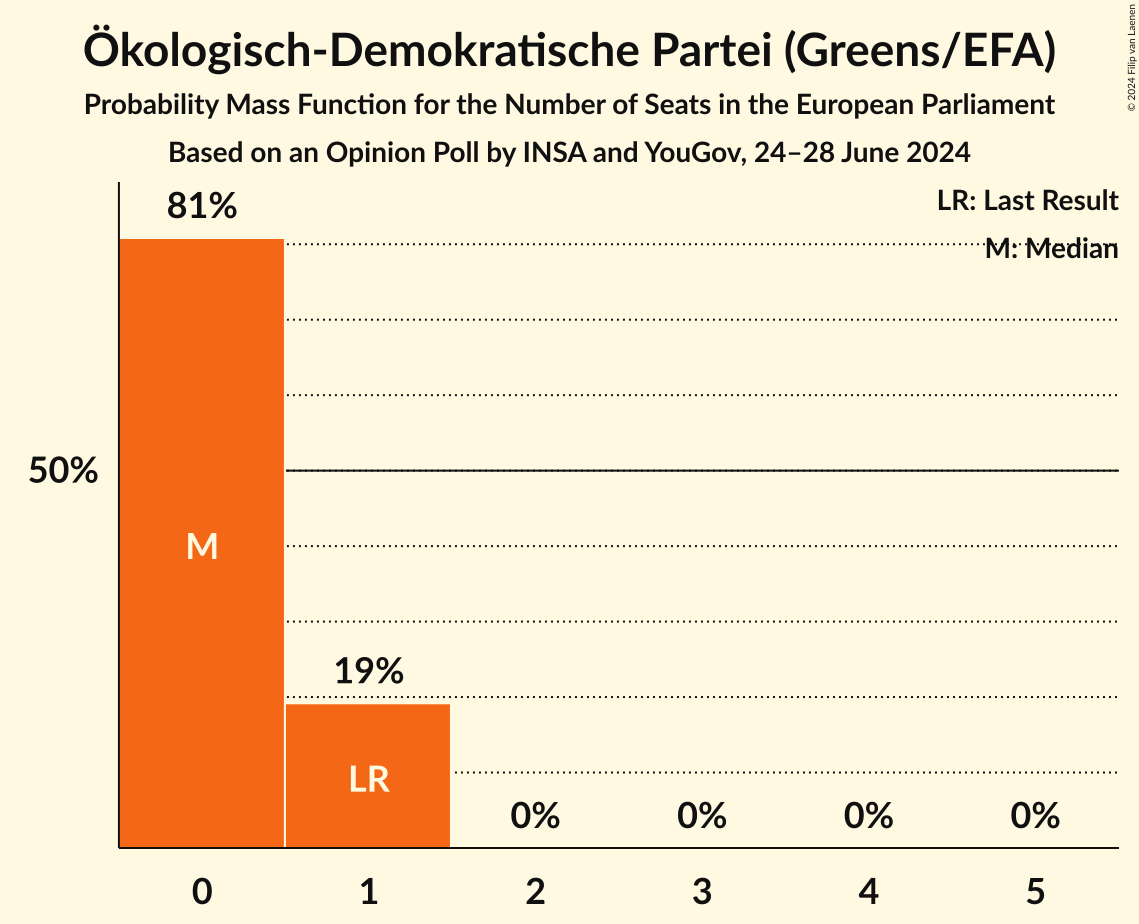 Ökologisch-Demokratische Partei (Greens/EFA)
Probability Mass Function for the Number of Seats in the European Parliament
Based on an Opinion Poll by INSA and YouGov, 24–28 June 2024
© 2024 Filip van Laenen
LR: Last Result
M: Median
81%
50%
M
19%
LR
0% 0% 0% 0%
0 1 2 3 4 5